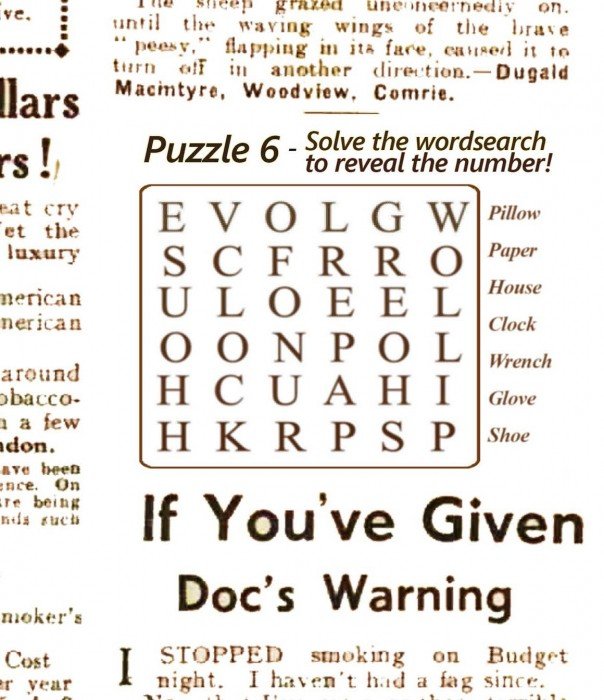 ve.
llars
rs!
eat cry
et the
luxury
merican
merican
around
obacco-
n a few
ndon.
ave been
ence. On
re being
nds such
moker's
Cost
er year
The sheep grazed unconcernedly on.
until the waving wings of the brave
"peesy," flapping in its face, caused it to
turn off in another direction.—Dugald
Macintyre, Woodview, Comrie.
Puzzle 6 - Solve the wordsearch
to reveal the number!
E V O L G W
S C F R R O
U L O E E L
O O N P O L
H C U A H I
H K R P S P
Pillow
Paper
House
Clock
Wrench
Glove
Shoe
If You've Given
Doc's Warning
I STOPPED smoking on Budget
night. I haven't had a fag since.